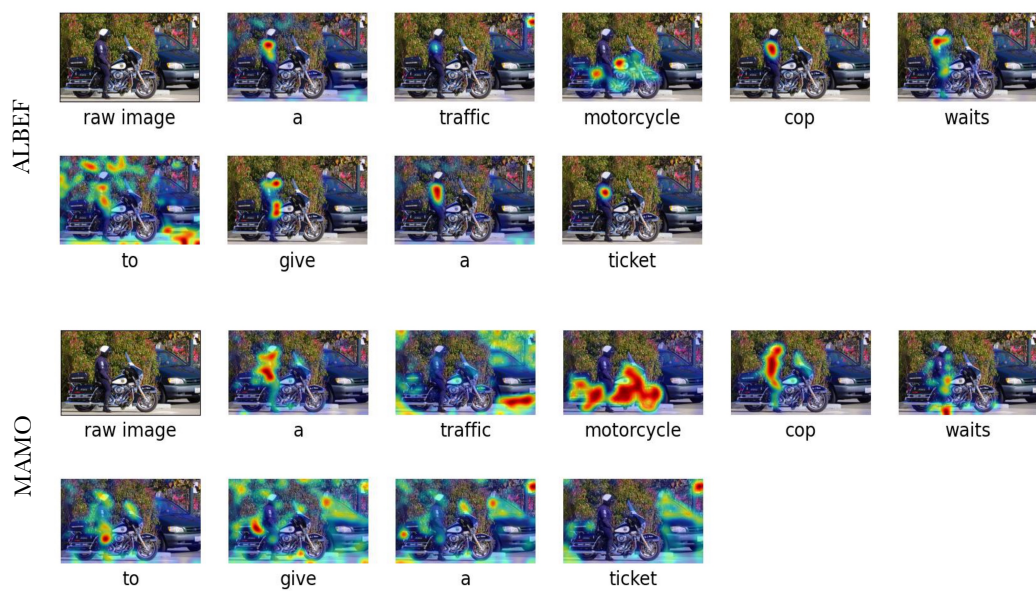 ALBEF
raw image a traffic motorcycle cop waits
to give a ticket
MAMO
raw image a traffic motorcycle cop waits
to give a ticket